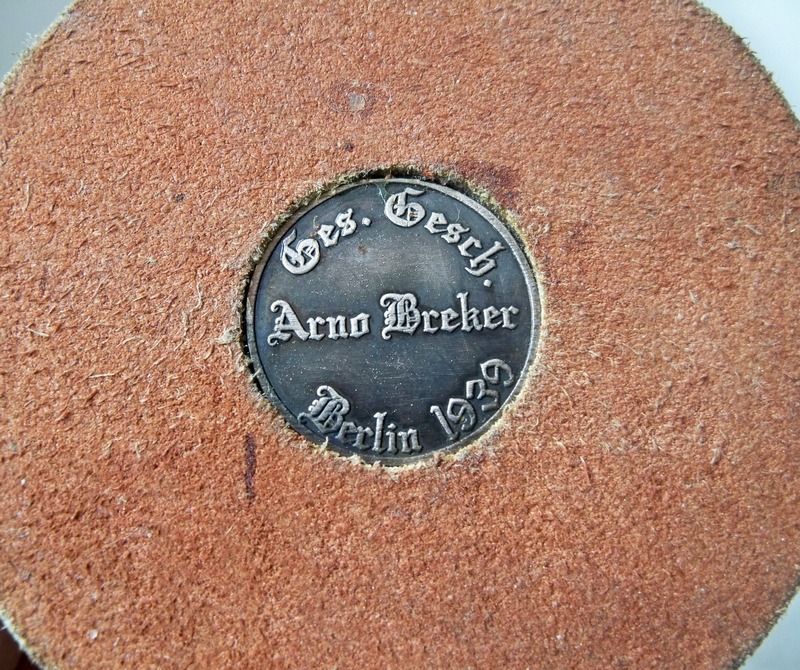 Ges. Gesch.
Arno Breker
Berlin 1939